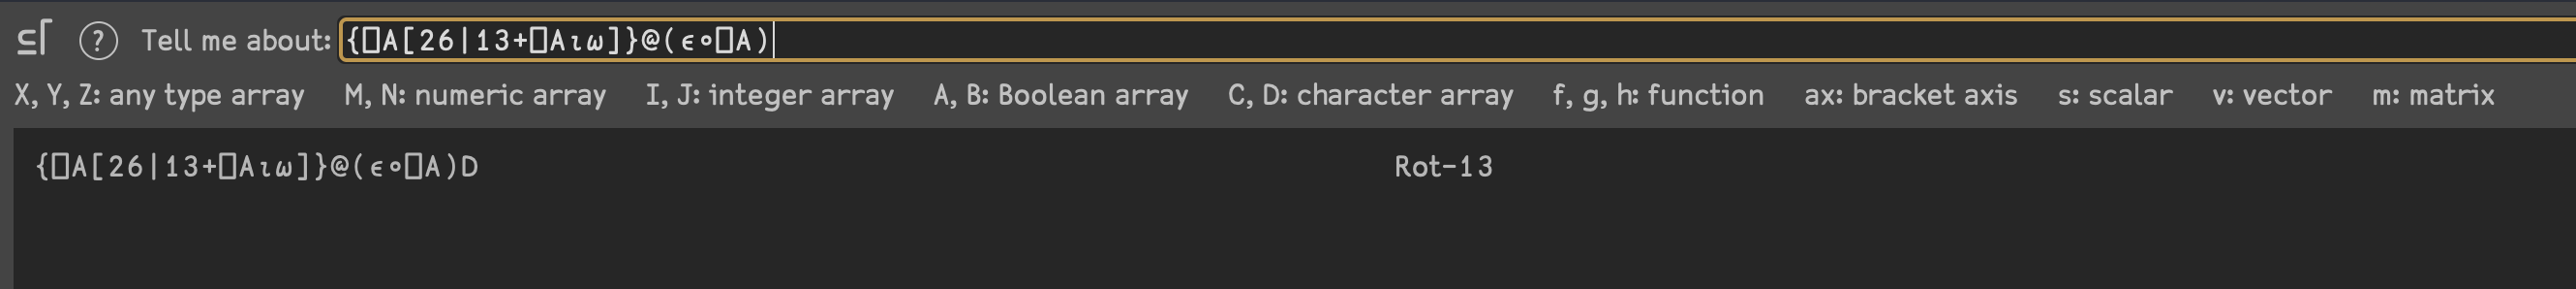 ⊆⌈ ? Tell me about: {⎕A[26|13+⎕A⍳⍵]}@(∊∘⎕A)
X, Y, Z: any type array M, N: numeric array I, J: integer array A, B: Boolean array C, D: character array f, g, h: function ax: bracket axis s: scalar v: vector m: matrix
{⎕A[26|13+⎕A⍳⍵]}@(∊∘⎕A)D Rot-13